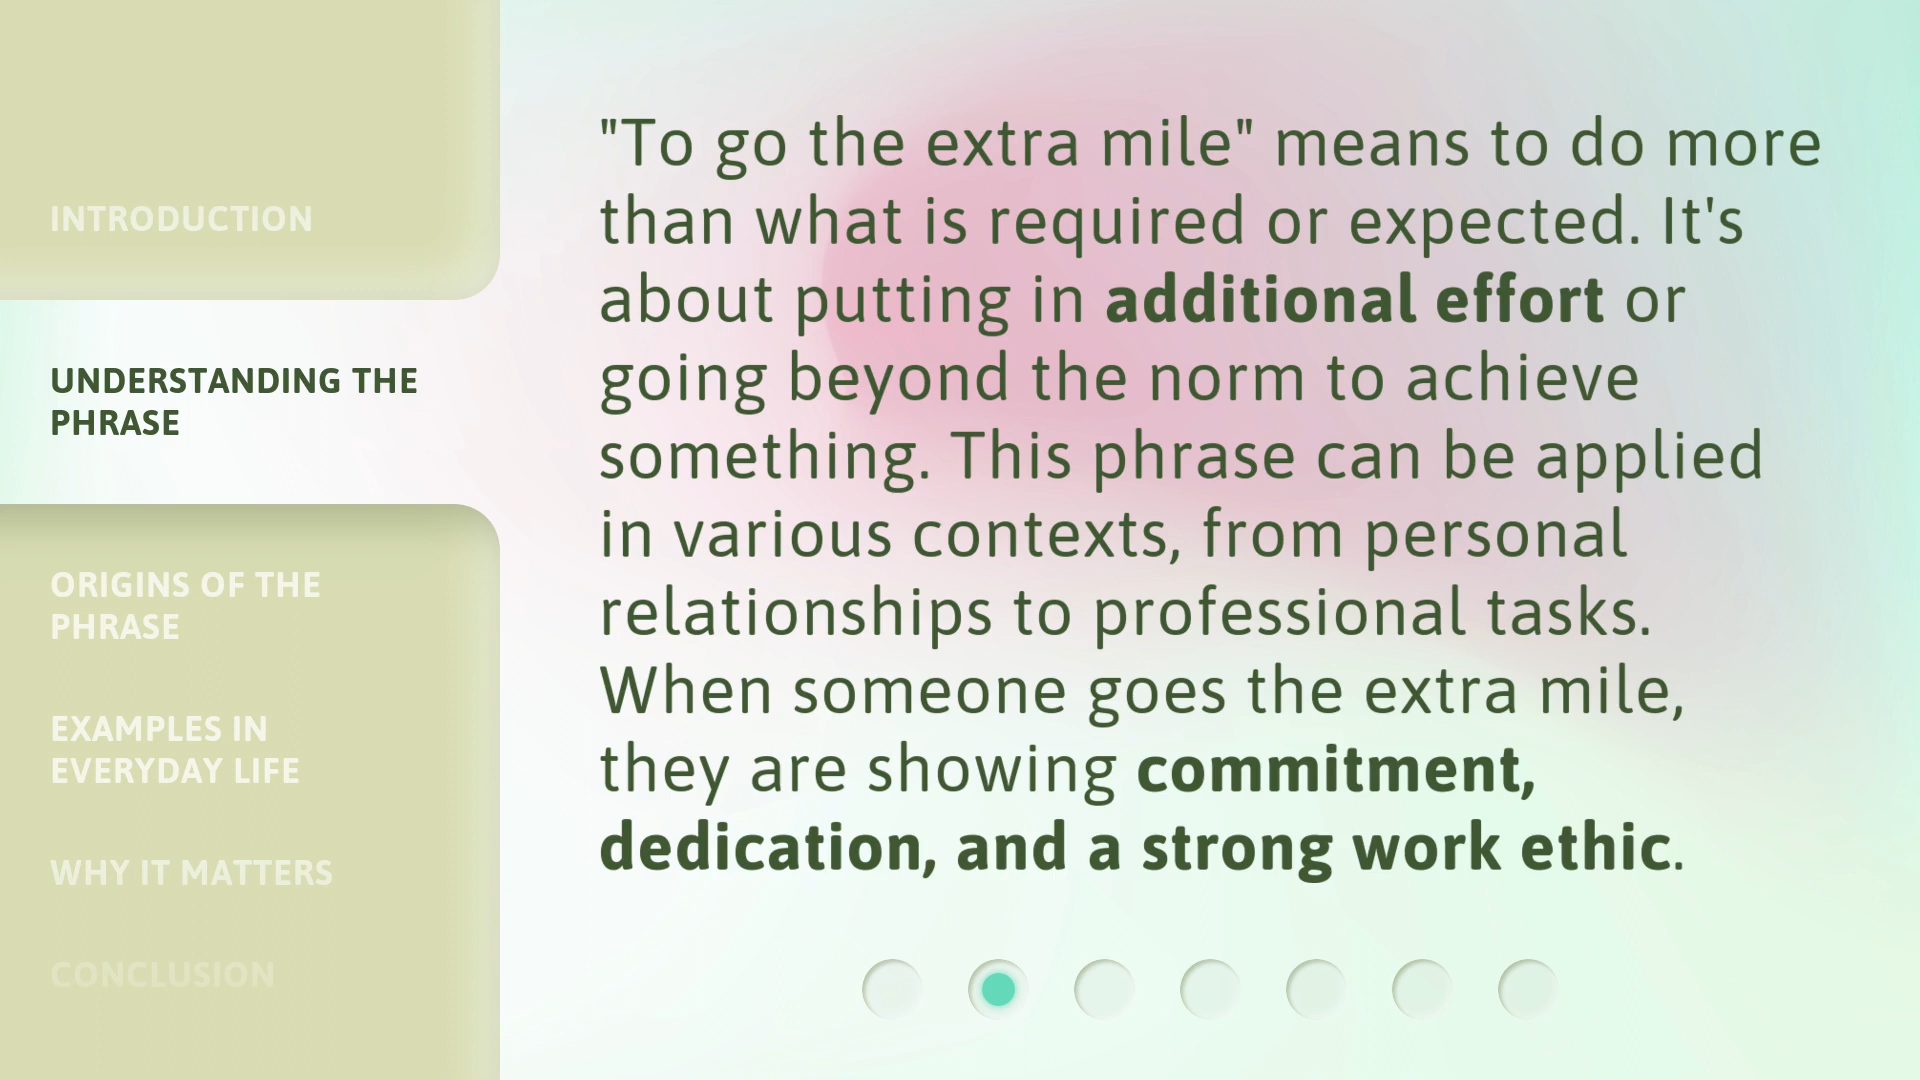 INTRODUCTION
UNDERSTANDING THE
PHRASE
ORIGINS OF THE
PHRASE
EXAMPLES IN
EVERYDAY LIFE
WHY IT MATTERS
CONCLUSION
"To go the extra mile" means to do more
than what is required or expected. It's
about putting in additional effort or
going beyond the norm to achieve
something. This phrase can be applied
in various contexts, from personal
relationships to professional tasks.
When someone goes the extra mile,
they are showing commitment,
dedication, and a strong work ethic.